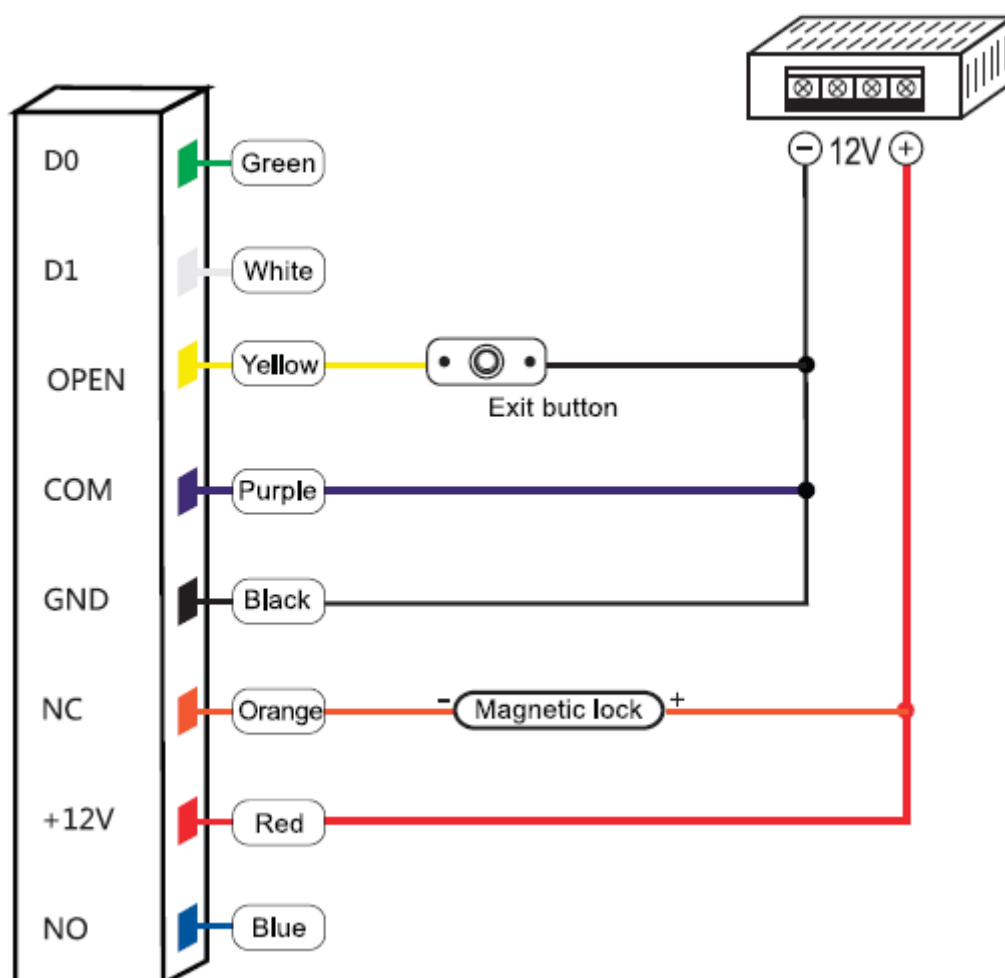 − 12V +
D0 Green
D1 White
OPEN Yellow
Exit button
COM Purple
GND Black
NC Orange - Magnetic lock +
+12V Red
NO Blue